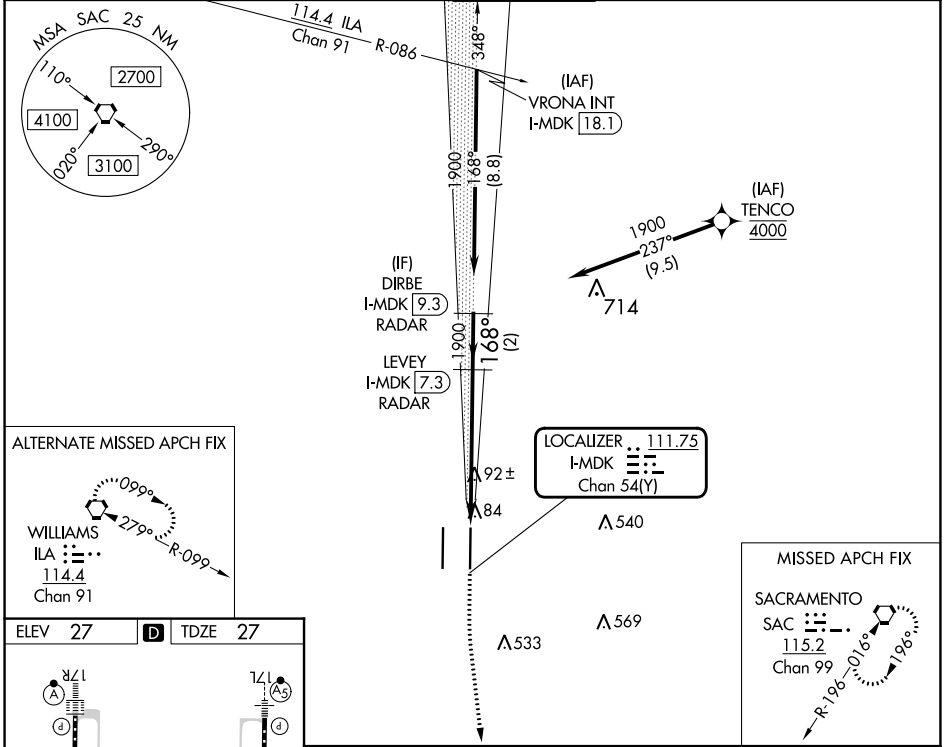 MSA SAC 25 NM
110°
2700
4100
020°
3100
290°
114.4 ILA
Chan 91
R-086
348°
(IAF)
VRONA INT
I-MDK 18.1
1900
168°
(8.8)
(IAF)
TENCO
4000
1900
237°
(9.5)
714
(IF)
DIRBE
I-MDK 9.3
RADAR
1900
168°
(2)
LEVEY
I-MDK 7.3
RADAR
LOCALIZER 111.75
I-MDK
Chan 54(Y)
92±
84
540
569
533
ALTERNATE MISSED APCH FIX
099°
279°
R-099
WILLIAMS
ILA
114.4
Chan 91
MISSED APCH FIX
SACRAMENTO
SAC
115.2
Chan 99
R-196
016°
196°
ELEV 27
D
TDZE 27
17R
17L
A
A5
P
P